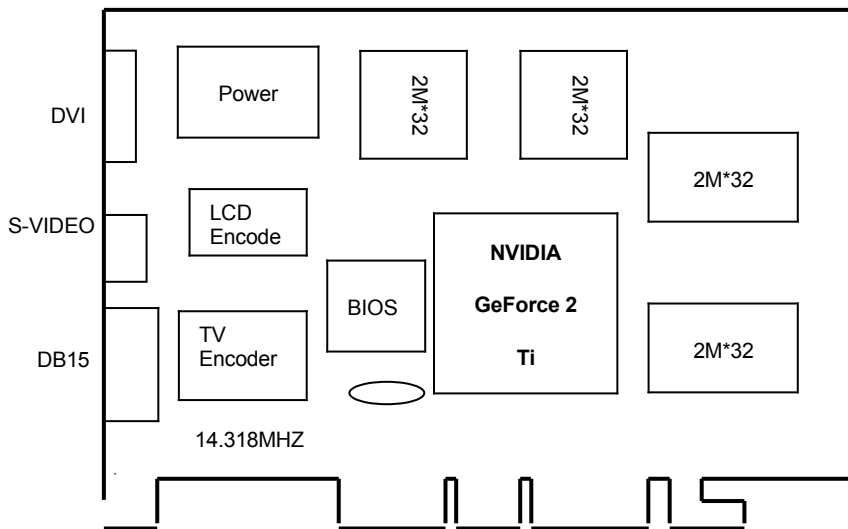 DVI
Power
2M*32
2M*32
2M*32
S-VIDEO
LCD
Encode
NVIDIA
GeForce 2
Ti
BIOS
DB15
TV
Encoder
2M*32
14.318MHZ